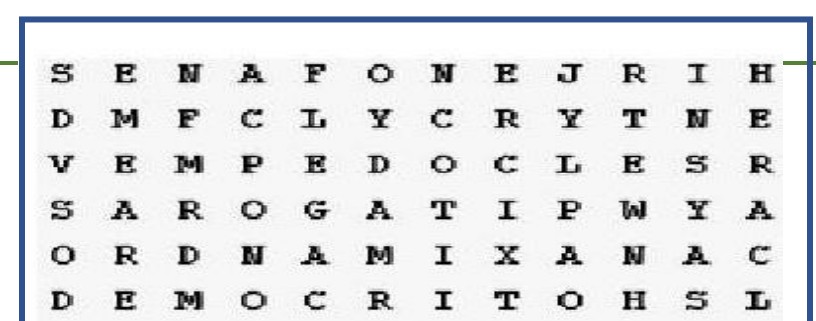 S E N A F O N E J R I H
D M F C L Y C R Y T N E
V E M P E D O C L E S R
S A R O G A T I P W Y A
O R D N A M I X A N A C
D E M O C R I T O H S L